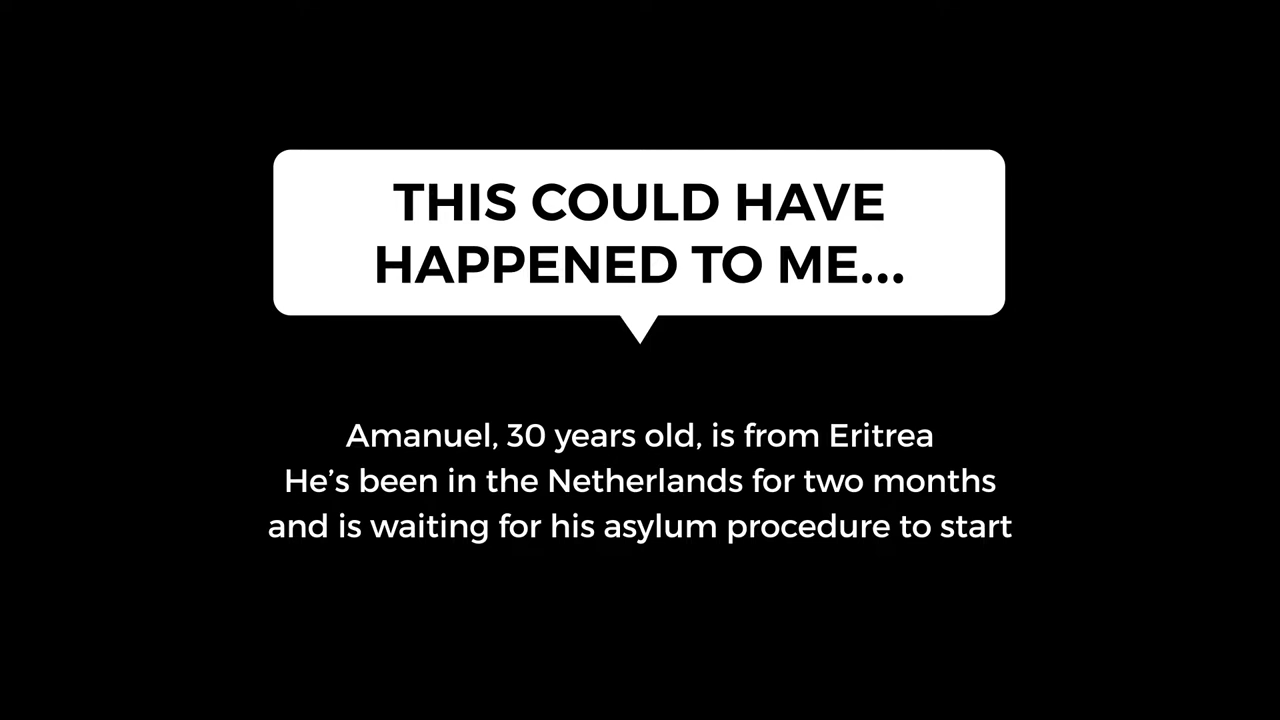 THIS COULD HAVE
HAPPENED TO ME...
Amanuel, 30 years old, is from Eritrea
He’s been in the Netherlands for two months
and is waiting for his asylum procedure to start